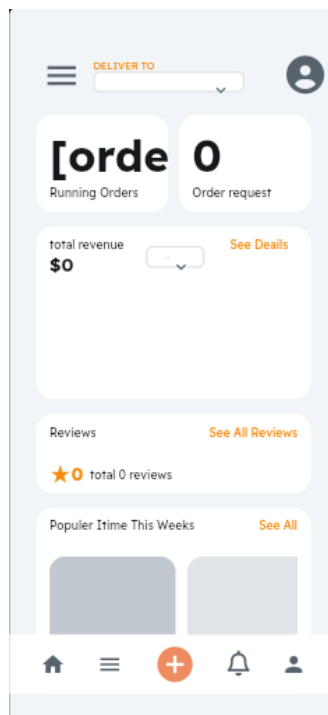 DELIVER TO
[orde
Running Orders
0
Order request
total revenue
$0
See Deails
Reviews
See All Reviews
0 total 0 reviews
Populer Itime This Weeks
See All